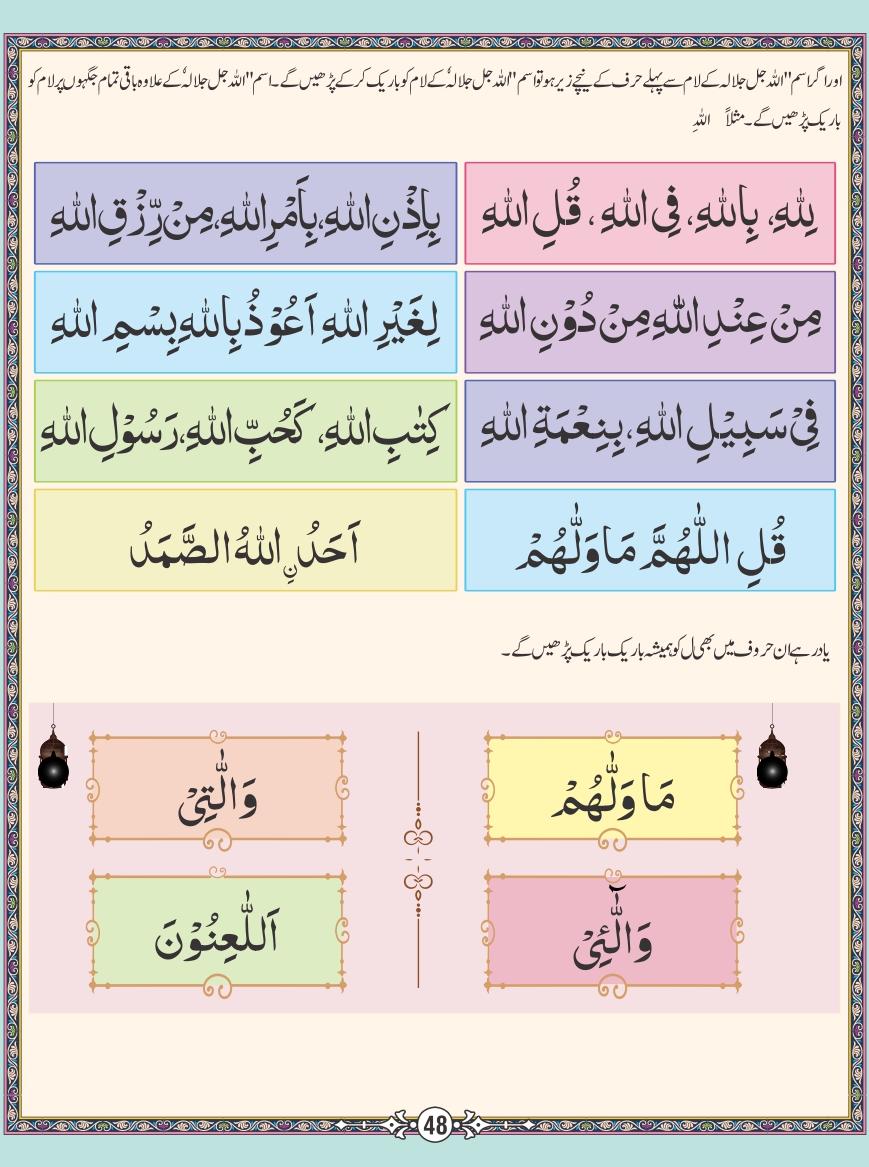 اور اگر اسم "اللہ جل جلالہ کے لام سے پہلے حرف کے نیچے زیر ہو تو اسم "اللہ جل جلالہٗ کے لام کو باریک کر کے پڑھیں گے۔ اسم "اللہ جل جلالہٗ کے علاوہ باقی تمام جگہوں پر لام کو
باریک پڑھیں گے۔ مثلاً اللہِ
لِلّٰهِ، بِاللّٰهِ، فِی اللّٰهِ، قُلِ اللّٰهِ
بِاِذْنِ اللّٰهِ، بِاَمْرِ اللّٰهِ، مِنْ رِّزْقِ اللّٰهِ
مِنْ عِنْدِ اللّٰهِ مِنْ دُوْنِ اللّٰهِ
لِغَيْرِ اللّٰهِ اَعُوْذُ بِاللّٰهِ بِسْمِ اللّٰهِ
فِیْ سَبِيْلِ اللّٰهِ، بِنِعْمَةِ اللّٰهِ
كِتٰبِ اللّٰهِ، كَحُبِّ اللّٰهِ، رَسُوْلِ اللّٰهِ
قُلِ اللّٰهُمَّ مَا وَلّٰهُمْ
اَحَدُ ۨ اللّٰهُ الصَّمَدُ
یاد رہے ان حروف میں بھی ل کو ہمیشہ باریک باریک پڑھیں گے۔
مَا وَلّٰهُمْ
وَالّٰتِیْ
وَالّٰٓئِیْ
اَللّٰعِنُوْنَ
48